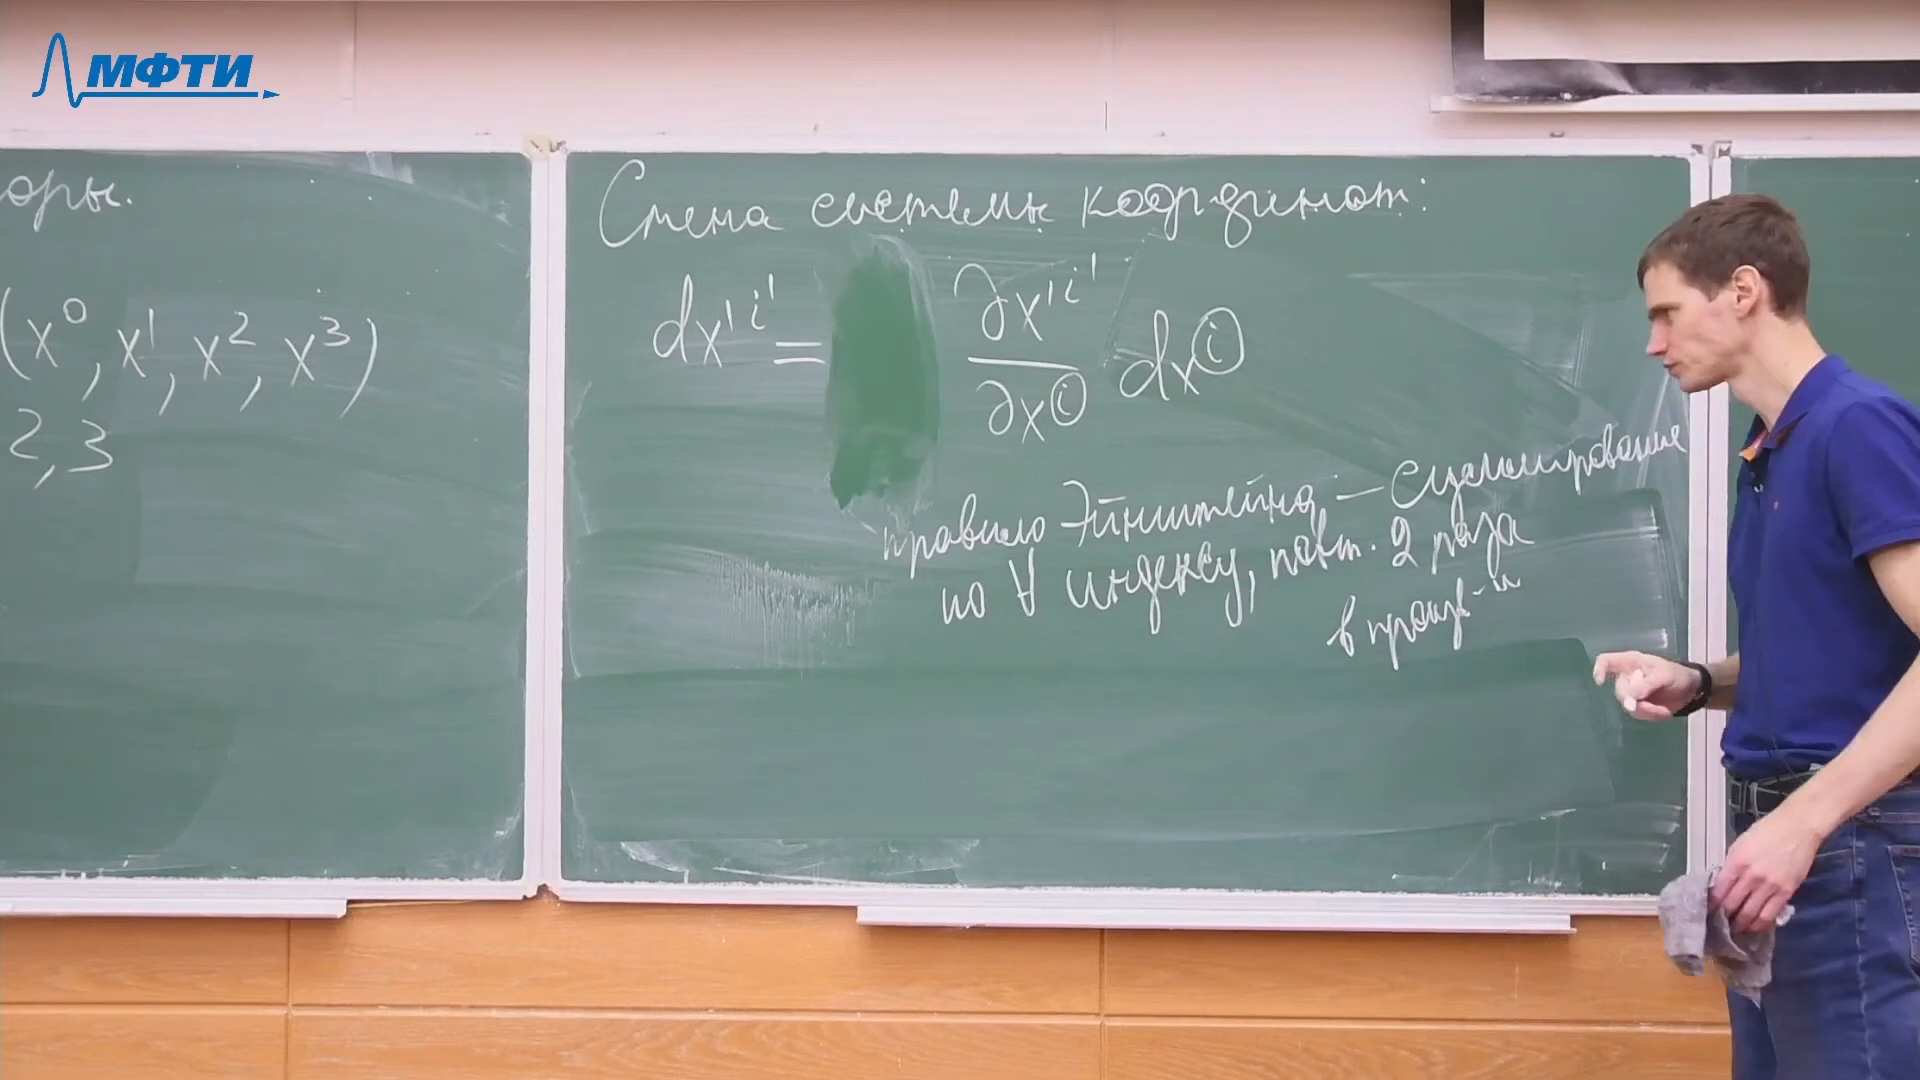 МФТИ
оры.
(x⁰, x¹, x², x³)
2,3
Смена системы координат:
dx'ⁱ' = ∂x'ⁱ'/∂xⁱ dxⁱ
правило Эйнштейна – суммирование
по ∀ индексу, повт. 2 раза
в произв-и